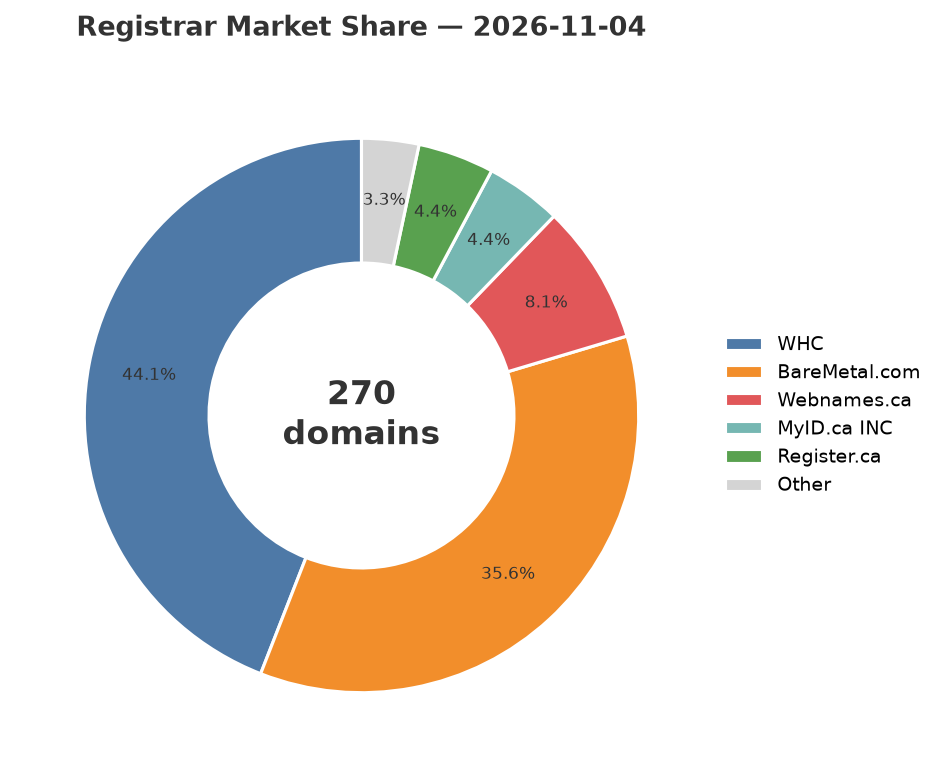 Registrar Market Share — 2026-11-04
3.3%
4.4%
4.4%
8.1%
44.1%
35.6%
270
domains
WHC
BareMetal.com
Webnames.ca
MyID.ca INC
Register.ca
Other